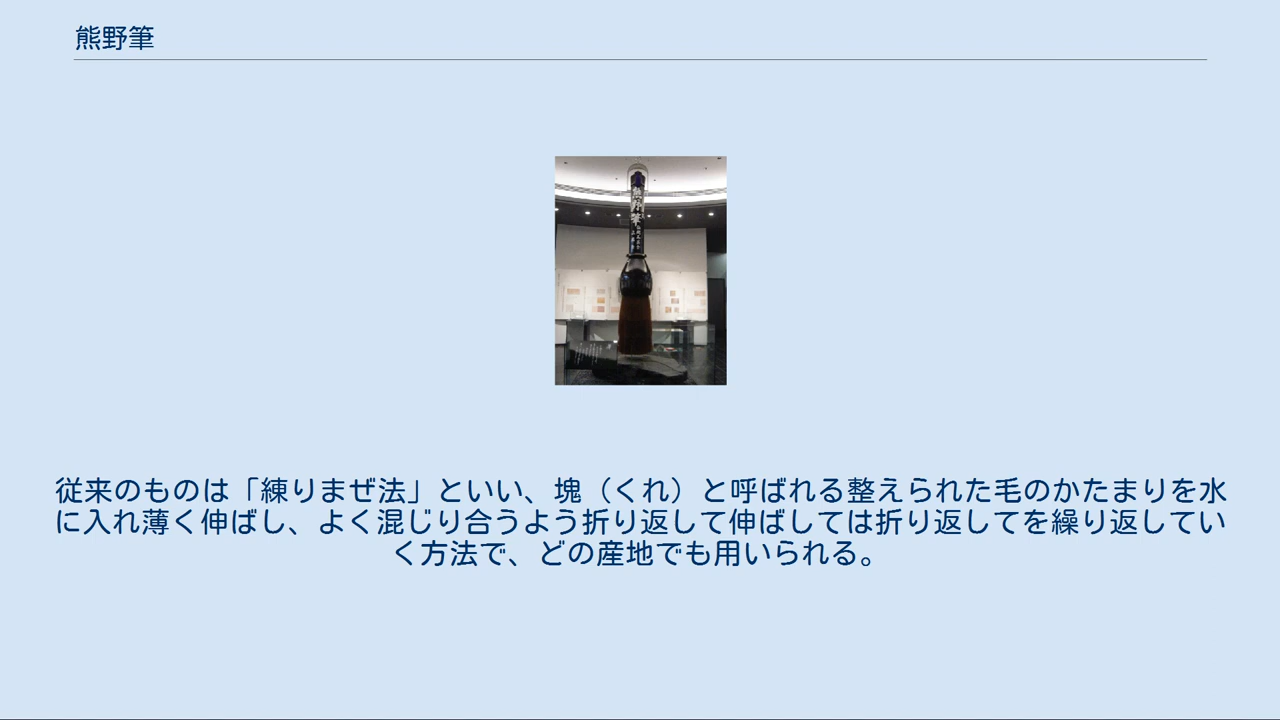 熊野筆
従来のものは「練りまぜ法」といい、塊（くれ）と呼ばれる整えられた毛のかたまりを水
に入れ薄く伸ばし、よく混じり合うよう折り返して伸ばしては折り返してを繰り返してい
く方法で、どの産地でも用いられる。